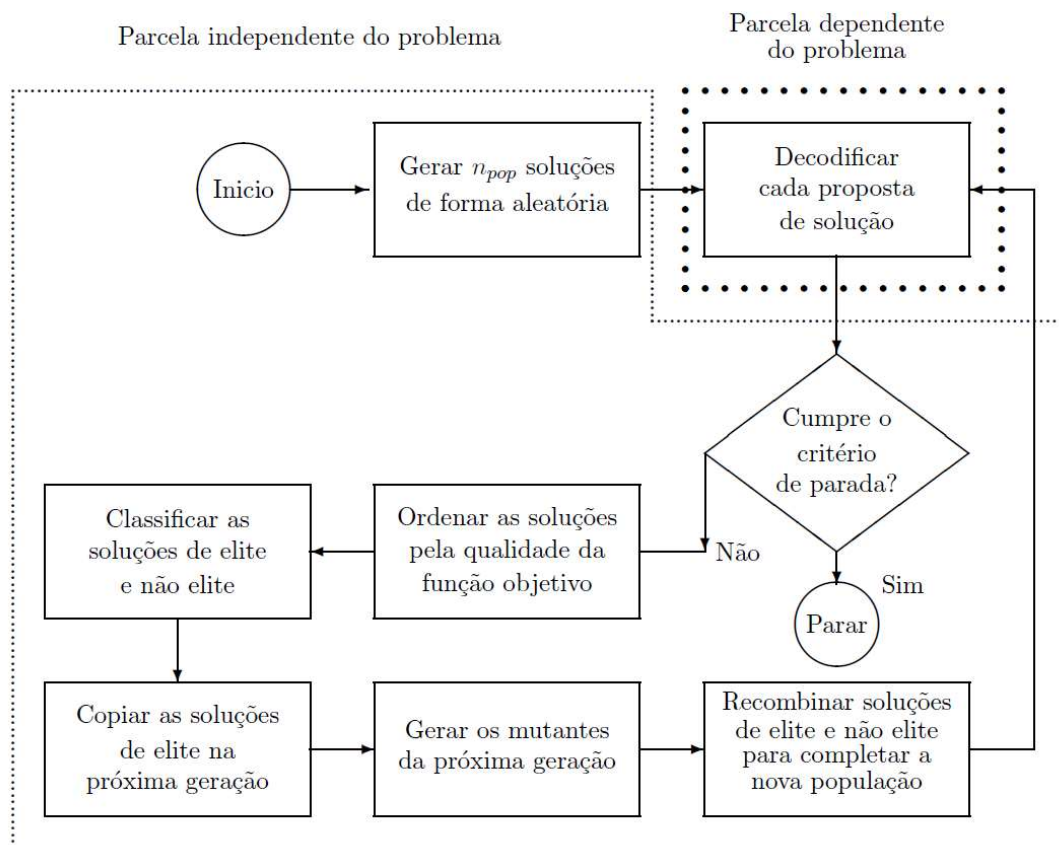 Parcela independente do problema
Parcela dependente
do problema
Inicio
Gerar n_pop soluções
de forma aleatória
Decodificar
cada proposta
de solução
Cumpre o
critério
de parada?
Não
Sim
Parar
Ordenar as soluções
pela qualidade da
função objetivo
Classificar as
soluções de elite
e não elite
Copiar as soluções
de elite na
próxima geração
Gerar os mutantes
da próxima geração
Recombinar soluções
de elite e não elite
para completar a
nova população